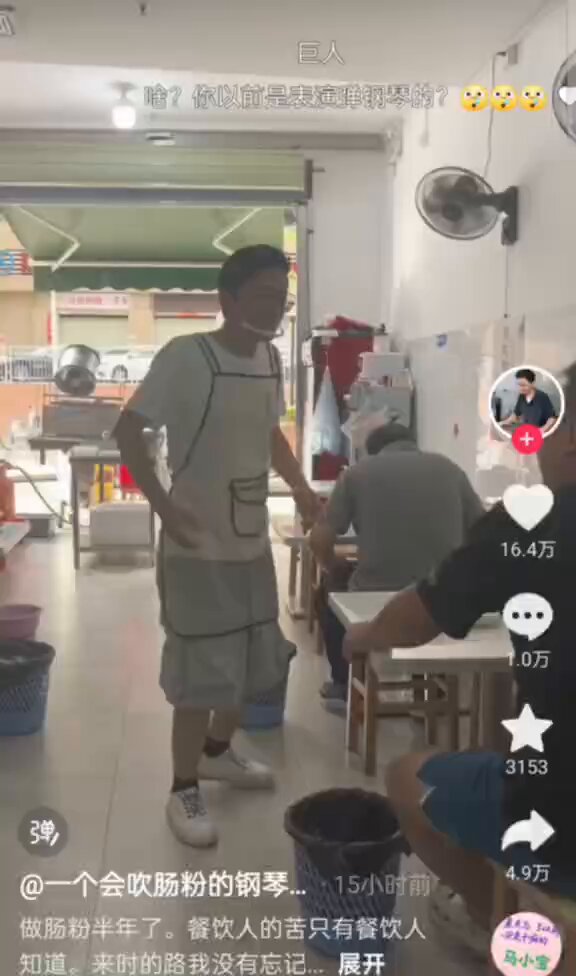 巨人
啥？你以前是表演弹钢琴的？😲😲😲
16.4万
1.0万
3153
4.9万
弹
@一个会吹肠粉的钢琴... · 15小时前
做肠粉半年了。餐饮人的苦只有餐饮人
知道。来时的路我没有忘记... 展开
马小宝